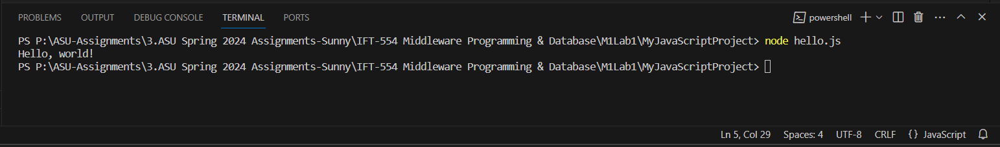 PROBLEMS OUTPUT DEBUG CONSOLE TERMINAL PORTS powershell
PS P:\ASU-Assignments\3.ASU Spring 2024 Assignments-Sunny\IFT-554 Middleware Programming & Database\M1Lab1\MyJavaScriptProject> node hello.js
Hello, world!
PS P:\ASU-Assignments\3.ASU Spring 2024 Assignments-Sunny\IFT-554 Middleware Programming & Database\M1Lab1\MyJavaScriptProject>
Ln 5, Col 29 Spaces: 4 UTF-8 CRLF {} JavaScript